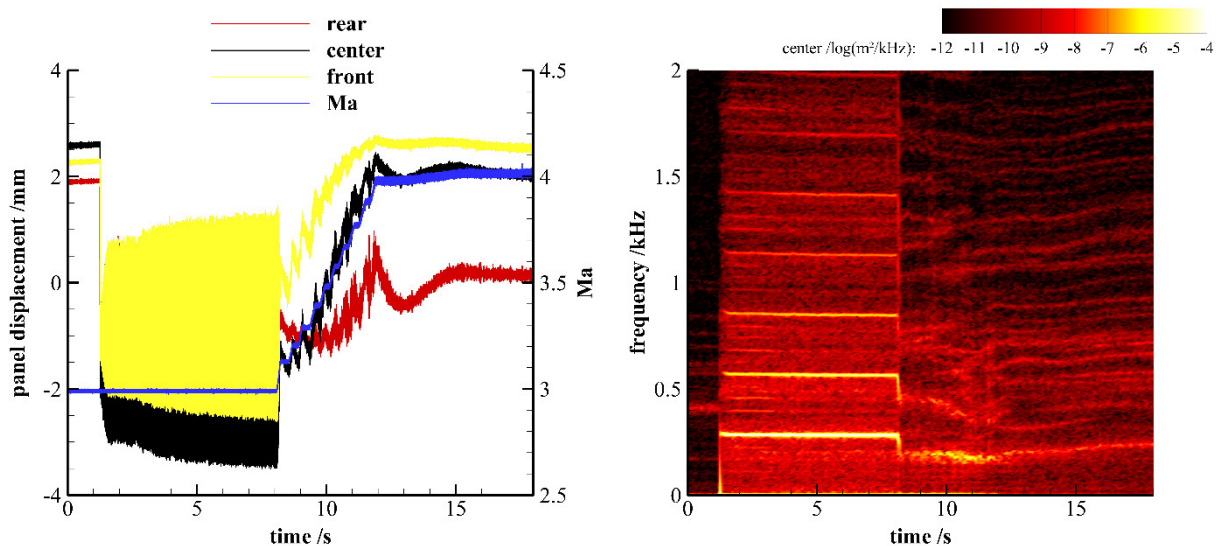 rear
center
front
Ma
4
2
0
-2
-4
panel displacement /mm
4.5
4
3.5
3
2.5
Ma
0 5 10 15
time /s
center /log(m²/kHz): -12 -11 -10 -9 -8 -7 -6 -5 -4
2
1.5
1
0.5
0
frequency /kHz
0 5 10 15
time /s